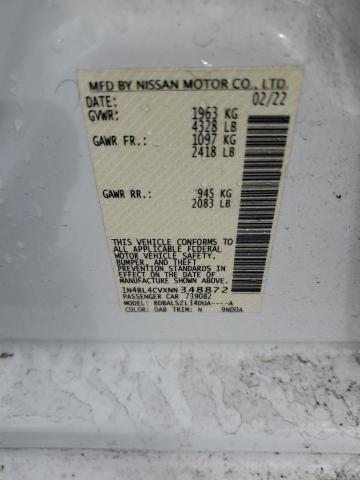 MFD BY NISSAN MOTOR CO., LTD.
DATE: 02/22
GVWR: 1963 KG
4328 LB
GAWR FR.: 1097 KG
2418 LB
GAWR RR.: 945 KG
2083 LB
THIS VEHICLE CONFORMS
TO ALL APPLICABLE FEDERAL
MOTOR VEHICLE SAFETY,
BUMPER, AND THEFT
PREVENTION STANDARDS
IN EFFECT ON THE DATE OF
MANUFACTURE SHOWN ABOVE.
1N4BL4CVXNN 348872
PASSENGER CAR 739082
MODEL: BDBALSZL34DUA----A
COLOR: QAB TRIM: N 9NO0A